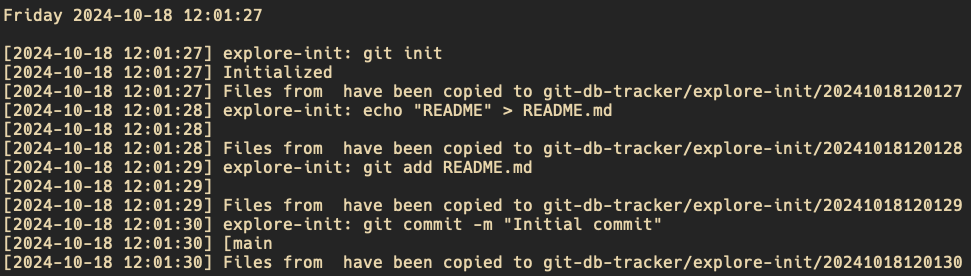 Friday 2024-10-18 12:01:27

[2024-10-18 12:01:27] explore-init: git init
[2024-10-18 12:01:27] Initialized
[2024-10-18 12:01:27] Files from  have been copied to git-db-tracker/explore-init/20241018120127
[2024-10-18 12:01:28] explore-init: echo "README" > README.md
[2024-10-18 12:01:28]
[2024-10-18 12:01:28] Files from  have been copied to git-db-tracker/explore-init/20241018120128
[2024-10-18 12:01:29] explore-init: git add README.md
[2024-10-18 12:01:29]
[2024-10-18 12:01:29] Files from  have been copied to git-db-tracker/explore-init/20241018120129
[2024-10-18 12:01:30] explore-init: git commit -m "Initial commit"
[2024-10-18 12:01:30] [main
[2024-10-18 12:01:30] Files from  have been copied to git-db-tracker/explore-init/20241018120130